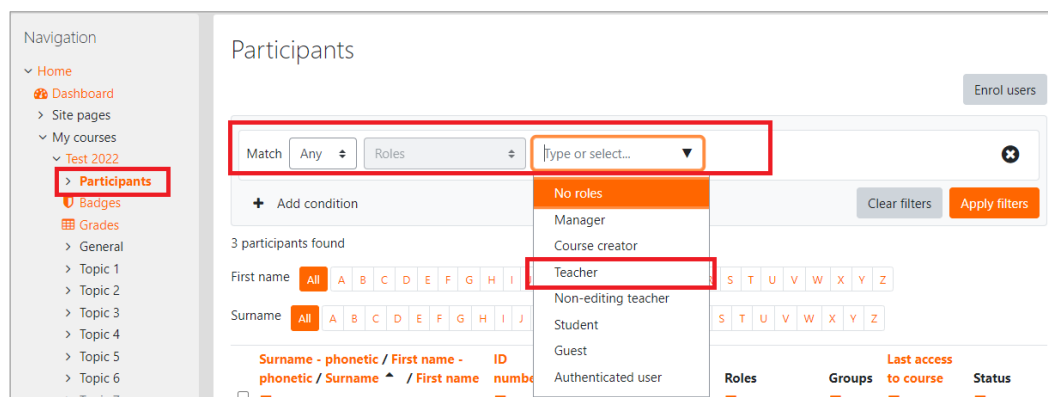 Navigation
Home
Dashboard
Site pages
My courses
Test 2022
Participants
Badges
Grades
General
Topic 1
Topic 2
Topic 3
Topic 4
Topic 5
Topic 6
Participants
Enrol users
Match Any Roles Type or select...
No roles
Manager
Course creator
Teacher
Non-editing teacher
Student
Guest
Authenticated user
Add condition
Clear filters Apply filters
3 participants found
First name All A B C D E F G H I S T U V W X Y Z
Surname All A B C D E F G H I J S T U V W X Y Z
Surname - phonetic / First name - phonetic / Surname / First name
ID
Roles
Groups
Last access
to course
Status